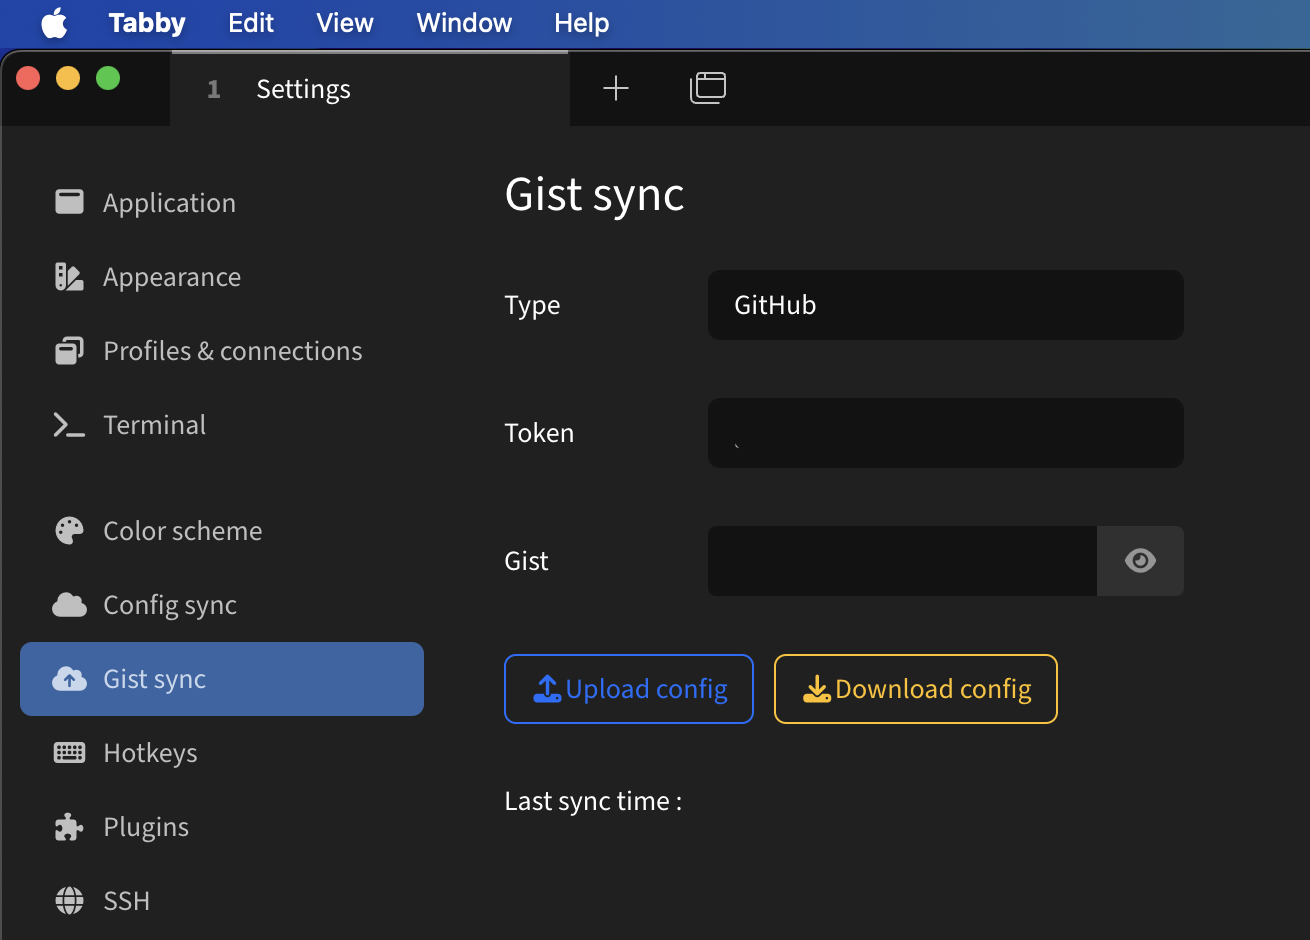 Tabby Edit View Window Help
1 Settings
Application
Appearance
Profiles & connections
Terminal
Color scheme
Config sync
Gist sync
Hotkeys
Plugins
SSH
Gist sync
Type GitHub
Token `
Gist
Upload config Download config
Last sync time :